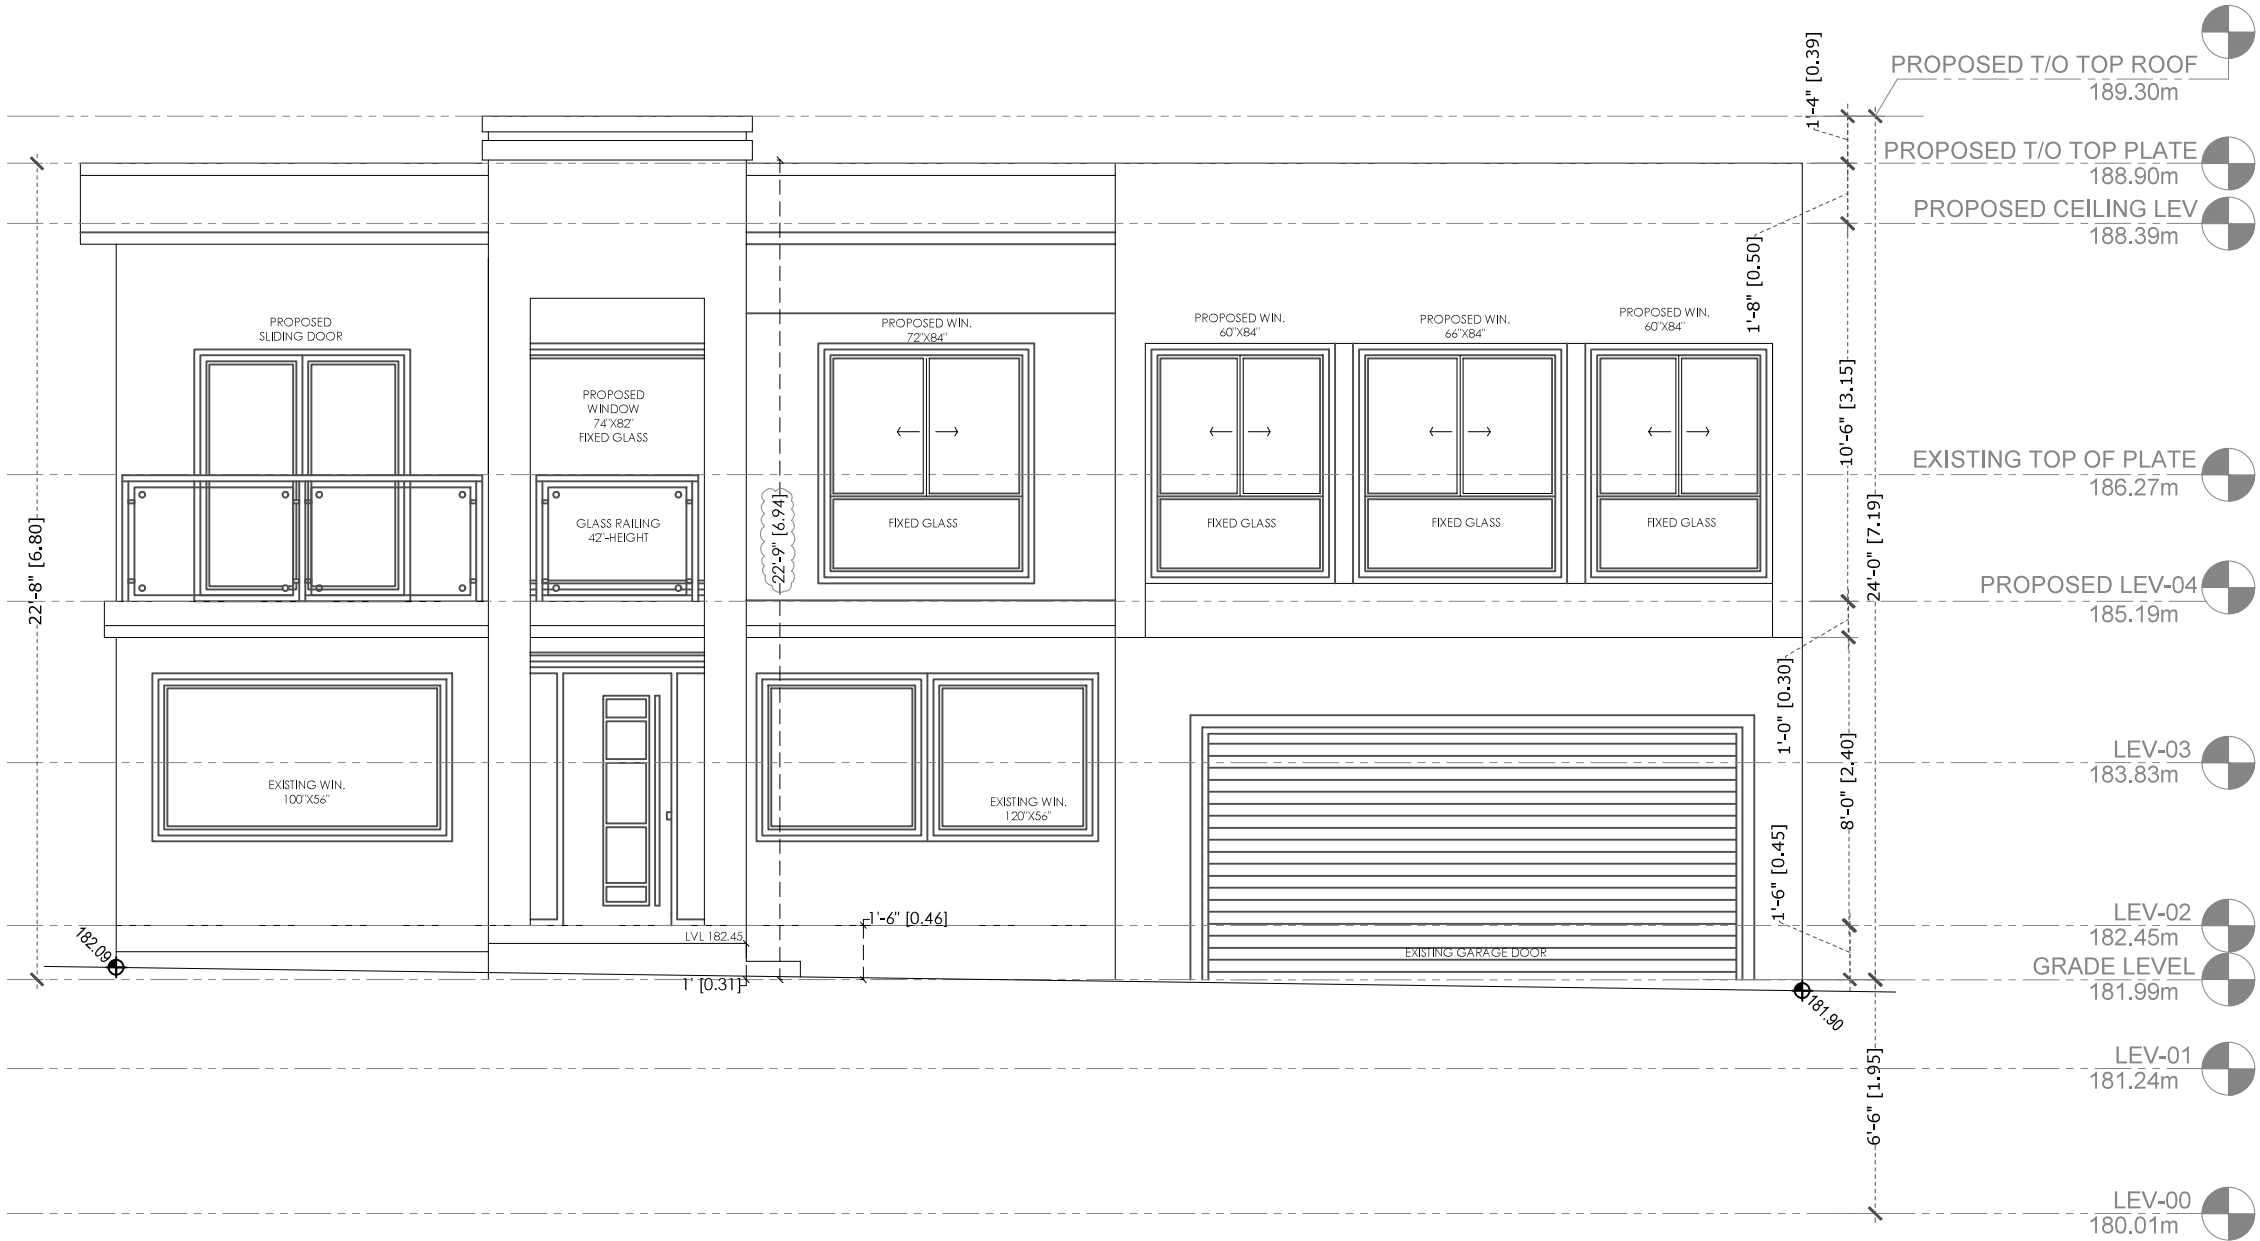 1'-4" [0.39]
PROPOSED T/O TOP ROOF
189.30m
PROPOSED T/O TOP PLATE
188.90m
PROPOSED CEILING LEV
188.39m
1'-8" [0.50]
PROPOSED
SLIDING DOOR
PROPOSED WIN.
72"X84"
PROPOSED WIN.
60"X84"
PROPOSED WIN.
66"X84"
PROPOSED WIN.
60"X84"
PROPOSED
WINDOW
74"X82"
FIXED GLASS
10'-6" [3.15]
EXISTING TOP OF PLATE
186.27m
22'-8" [6.80]
GLASS RAILING
42"-HEIGHT
22'-9" [6.94]
FIXED GLASS
FIXED GLASS
FIXED GLASS
FIXED GLASS
24'-0" [7.19]
PROPOSED LEV-04
185.19m
1'-0" [0.30]
LEV-03
183.83m
8'-0" [2.40]
EXISTING WIN.
100"X56"
EXISTING WIN.
120"X56"
1'-6" [0.45]
LEV-02
182.45m
1'-6" [0.46]
182.09
LVL 182.45
EXISTING GARAGE DOOR
GRADE LEVEL
181.99m
1' [0.31]
181.90
LEV-01
181.24m
6'-6" [1.95]
LEV-00
180.01m